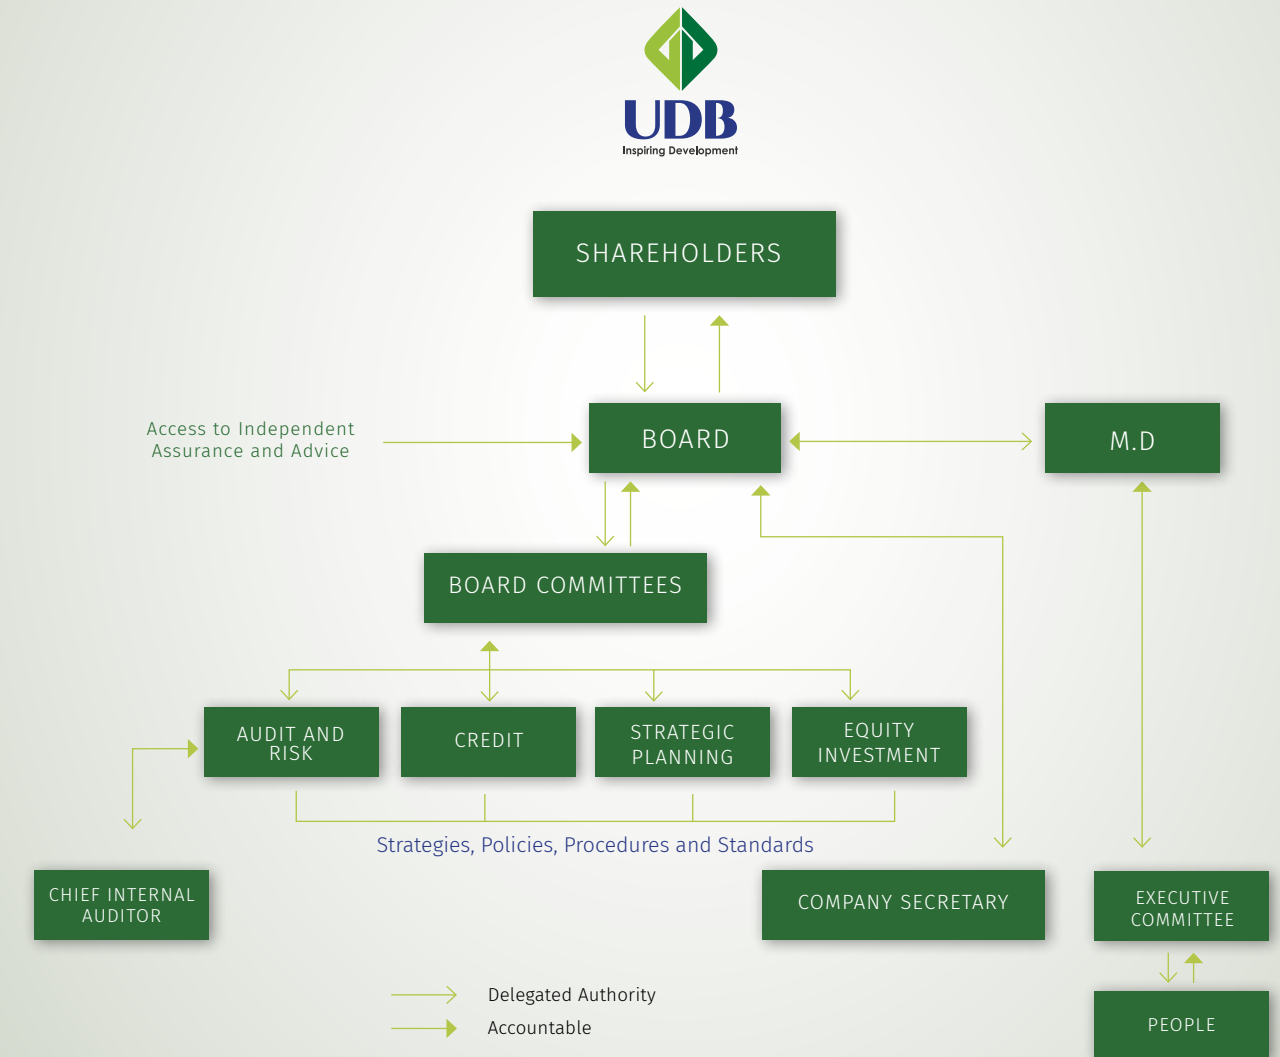 UDB
Inspiring Development
SHAREHOLDERS
Access to Independent
Assurance and Advice
BOARD
M.D
BOARD COMMITTEES
AUDIT AND
RISK
CREDIT
STRATEGIC
PLANNING
EQUITY
INVESTMENT
Strategies, Policies, Procedures and Standards
CHIEF INTERNAL
AUDITOR
COMPANY SECRETARY
EXECUTIVE
COMMITTEE
Delegated Authority
Accountable
PEOPLE